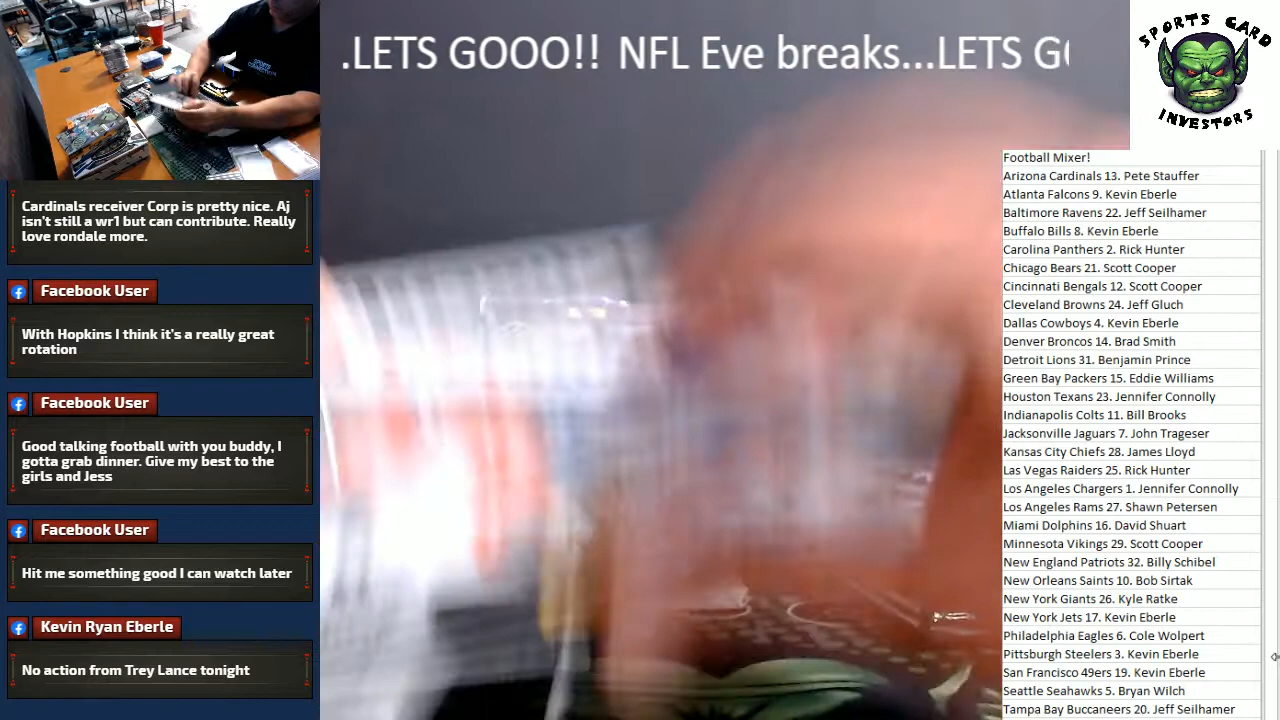 .LETS GOOO!! NFL Eve breaks...LETS G
SPORTS CARD
INVESTORS
Cardinals receiver Corp is pretty nice. Aj
isn't still a wr1 but can contribute. Really
love rondale more.
Facebook User
With Hopkins I think it's a really great
rotation
Facebook User
Good talking football with you buddy, I
gotta grab dinner. Give my best to the
girls and Jess
Facebook User
Hit me something good I can watch later
Kevin Ryan Eberle
No action from Trey Lance tonight
Football Mixer!
Arizona Cardinals 13. Pete Stauffer
Atlanta Falcons 9. Kevin Eberle
Baltimore Ravens 22. Jeff Seilhamer
Buffalo Bills 8. Kevin Eberle
Carolina Panthers 2. Rick Hunter
Chicago Bears 21. Scott Cooper
Cincinnati Bengals 12. Scott Cooper
Cleveland Browns 24. Jeff Gluch
Dallas Cowboys 4. Kevin Eberle
Denver Broncos 14. Brad Smith
Detroit Lions 31. Benjamin Prince
Green Bay Packers 15. Eddie Williams
Houston Texans 23. Jennifer Connolly
Indianapolis Colts 11. Bill Brooks
Jacksonville Jaguars 7. John Trageser
Kansas City Chiefs 28. James Lloyd
Las Vegas Raiders 25. Rick Hunter
Los Angeles Chargers 1. Jennifer Connolly
Los Angeles Rams 27. Shawn Petersen
Miami Dolphins 16. David Shuart
Minnesota Vikings 29. Scott Cooper
New England Patriots 32. Billy Schibel
New Orleans Saints 10. Bob Sirtak
New York Giants 26. Kyle Ratke
New York Jets 17. Kevin Eberle
Philadelphia Eagles 6. Cole Wolpert
Pittsburgh Steelers 3. Kevin Eberle
San Francisco 49ers 19. Kevin Eberle
Seattle Seahawks 5. Bryan Wilch
Tampa Bay Buccaneers 20. Jeff Seilhamer